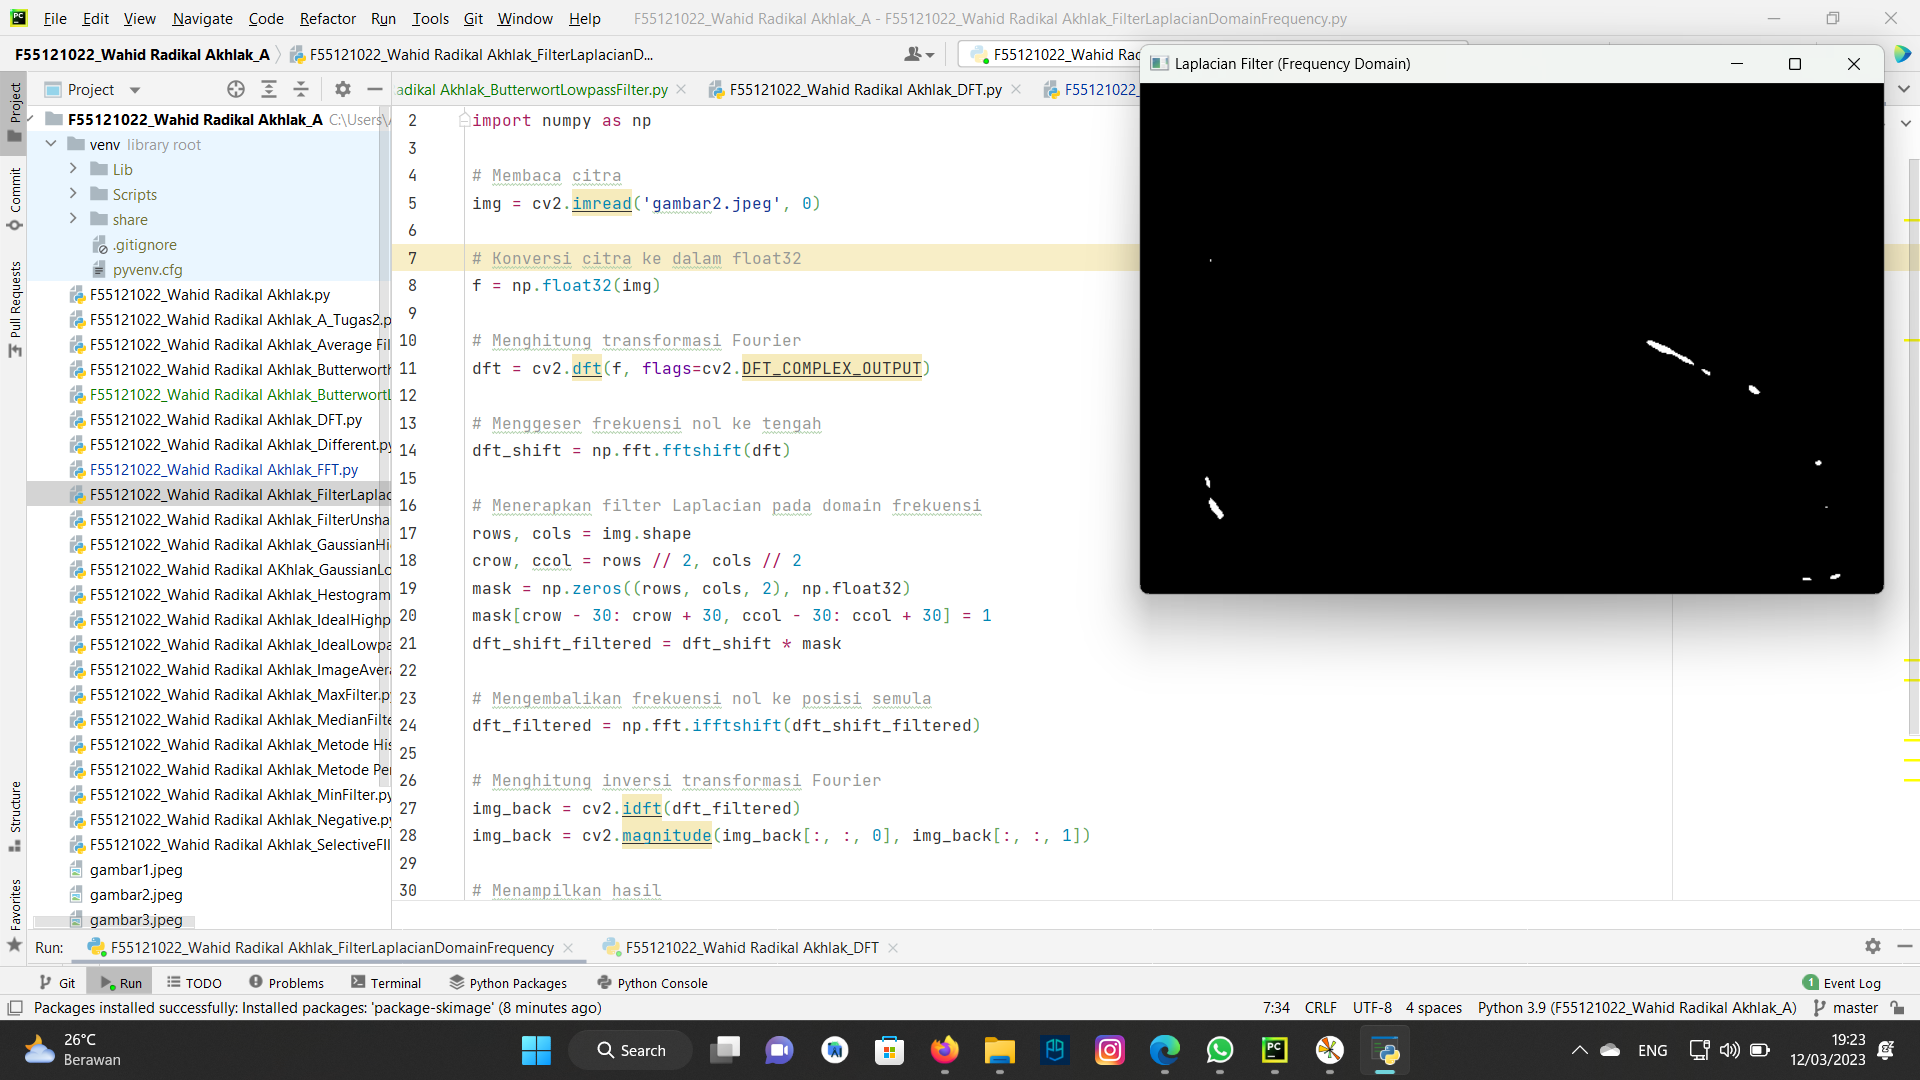 File Edit View Navigate Code Refactor Run Tools Git Window Help F55121022_Wahid Radikal Akhlak_A - F55121022_Wahid Radikal Akhlak_FilterLaplacianDomainFrequency.py
F55121022_Wahid Radikal Akhlak_A F55121022_Wahid Radikal Akhlak_FilterLaplacianD... F55121022_Wahid Rac
Laplacian Filter (Frequency Domain)
Project
adikal Akhlak_ButterwortLowpassFilter.py F55121022_Wahid Radikal Akhlak_DFT.py F55121022_
Project
Commit
Pull Requests
Structure
Favorites
F55121022_Wahid Radikal Akhlak_A C:\Users\
venv library root
Lib
Scripts
share
.gitignore
pyvenv.cfg
F55121022_Wahid Radikal Akhlak.py
F55121022_Wahid Radikal Akhlak_A_Tugas2.p
F55121022_Wahid Radikal Akhlak_Average Fil
F55121022_Wahid Radikal Akhlak_Butterworth
F55121022_Wahid Radikal Akhlak_ButterwortL
F55121022_Wahid Radikal Akhlak_DFT.py
F55121022_Wahid Radikal Akhlak_Different.py
F55121022_Wahid Radikal Akhlak_FFT.py
F55121022_Wahid Radikal Akhlak_FilterLaplac
F55121022_Wahid Radikal Akhlak_FilterUnsha
F55121022_Wahid Radikal Akhlak_GaussianHi
F55121022_Wahid Radikal AKhlak_GaussianLo
F55121022_Wahid Radikal Akhlak_Hestogram
F55121022_Wahid Radikal Akhlak_IdealHighp
F55121022_Wahid Radikal Akhlak_IdealLowpa
F55121022_Wahid Radikal Akhlak_ImageAvera
F55121022_Wahid Radikal Akhlak_MaxFilter.p
F55121022_Wahid Radikal Akhlak_MedianFilte
F55121022_Wahid Radikal Akhlak_Metode His
F55121022_Wahid Radikal Akhlak_Metode Pe
F55121022_Wahid Radikal Akhlak_MinFilter.py
F55121022_Wahid Radikal Akhlak_Negative.py
F55121022_Wahid Radikal Akhlak_SelectiveFIl
gambar1.jpeg
gambar2.jpeg
gambar3.jpeg
2 import numpy as np
3
4 # Membaca citra
5 img = cv2.imread('gambar2.jpeg', 0)
6
7 # Konversi citra ke dalam float32
8 f = np.float32(img)
9
10 # Menghitung transformasi Fourier
11 dft = cv2.dft(f, flags=cv2.DFT_COMPLEX_OUTPUT)
12
13 # Menggeser frekuensi nol ke tengah
14 dft_shift = np.fft.fftshift(dft)
15
16 # Menerapkan filter Laplacian pada domain frekuensi
17 rows, cols = img.shape
18 crow, ccol = rows // 2, cols // 2
19 mask = np.zeros((rows, cols, 2), np.float32)
20 mask[crow - 30: crow + 30, ccol - 30: ccol + 30] = 1
21 dft_shift_filtered = dft_shift * mask
22
23 # Mengembalikan frekuensi nol ke posisi semula
24 dft_filtered = np.fft.ifftshift(dft_shift_filtered)
25
26 # Menghitung inversi transformasi Fourier
27 img_back = cv2.idft(dft_filtered)
28 img_back = cv2.magnitude(img_back[:, :, 0], img_back[:, :, 1])
29
30 # Menampilkan hasil
Run: F55121022_Wahid Radikal Akhlak_FilterLaplacianDomainFrequency F55121022_Wahid Radikal Akhlak_DFT
Git Run TODO Problems Terminal Python Packages Python Console 1 Event Log
Packages installed successfully: Installed packages: 'package-skimage' (8 minutes ago) 7:34 CRLF UTF-8 4 spaces Python 3.9 (F55121022_Wahid Radikal Akhlak_A) master
26°C
Berawan
Search
ENG
19:23
12/03/2023